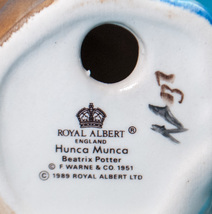 ROYAL ALBERT ®
ENGLAND
Hunca Munca
Beatrix Potter
© F. WARNE & CO. 1951
© 1989 ROYAL ALBERT LTD